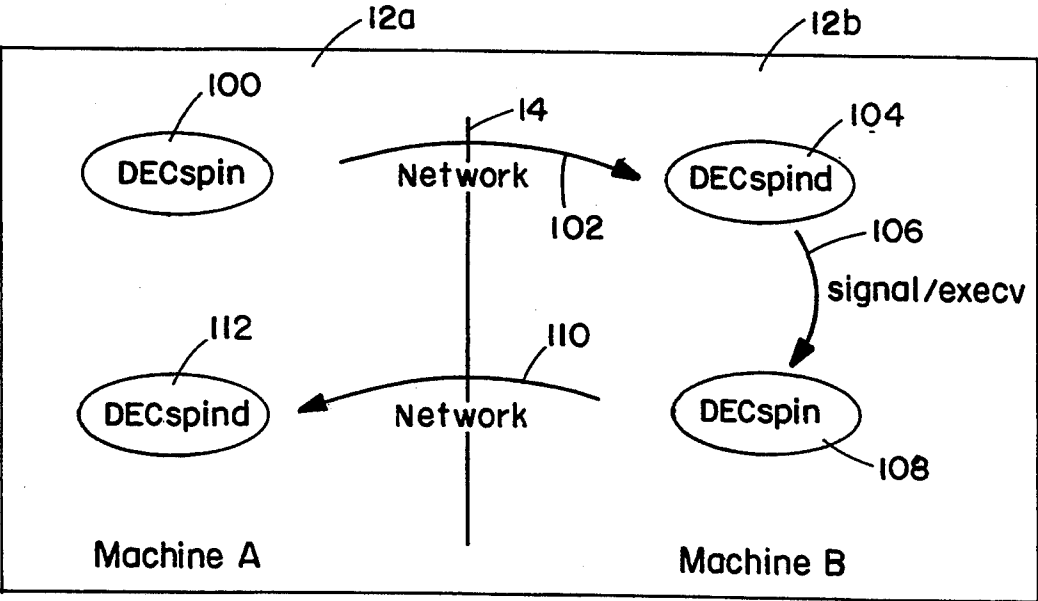 12a
12b
100
14
104
DECspin
Network
DECspind
102
106
signal/execv
112
110
DECspind
Network
DECspin
108
Machine A
Machine B